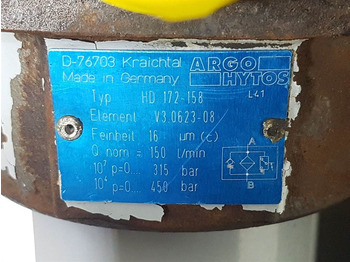 D-76703 Kraichtal ARGO
Made in Germany HYTOS
Typ HD 172-158 L41
Element V3.0623-08
Feinheit 16 µm (c)
Q nom = 150 l/min
10⁷ p=0... 315 bar
10⁴ p=0... 450 bar
A
B